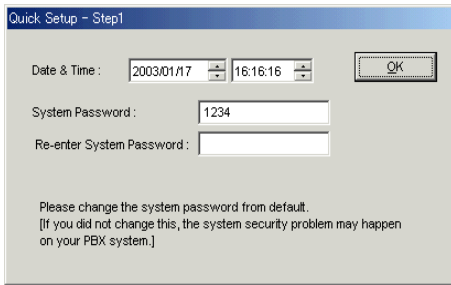 Quick Setup - Step1
Date & Time : 2003/01/17 16:16:16 OK
System Password : 1234
Re-enter System Password :
Please change the system password from default.
[If you did not change this, the system security problem may happen
on your PBX system.]